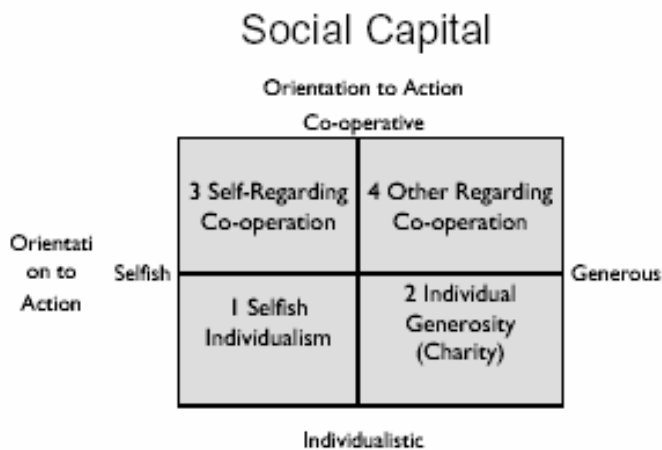 Social Capital
Orientation to Action
Co-operative
3 Self-Regarding
Co-operation
4 Other Regarding
Co-operation
Orientati
on to
Action
Selfish
Generous
1 Selfish
Individualism
2 Individual
Generosity
(Charity)
Individualistic